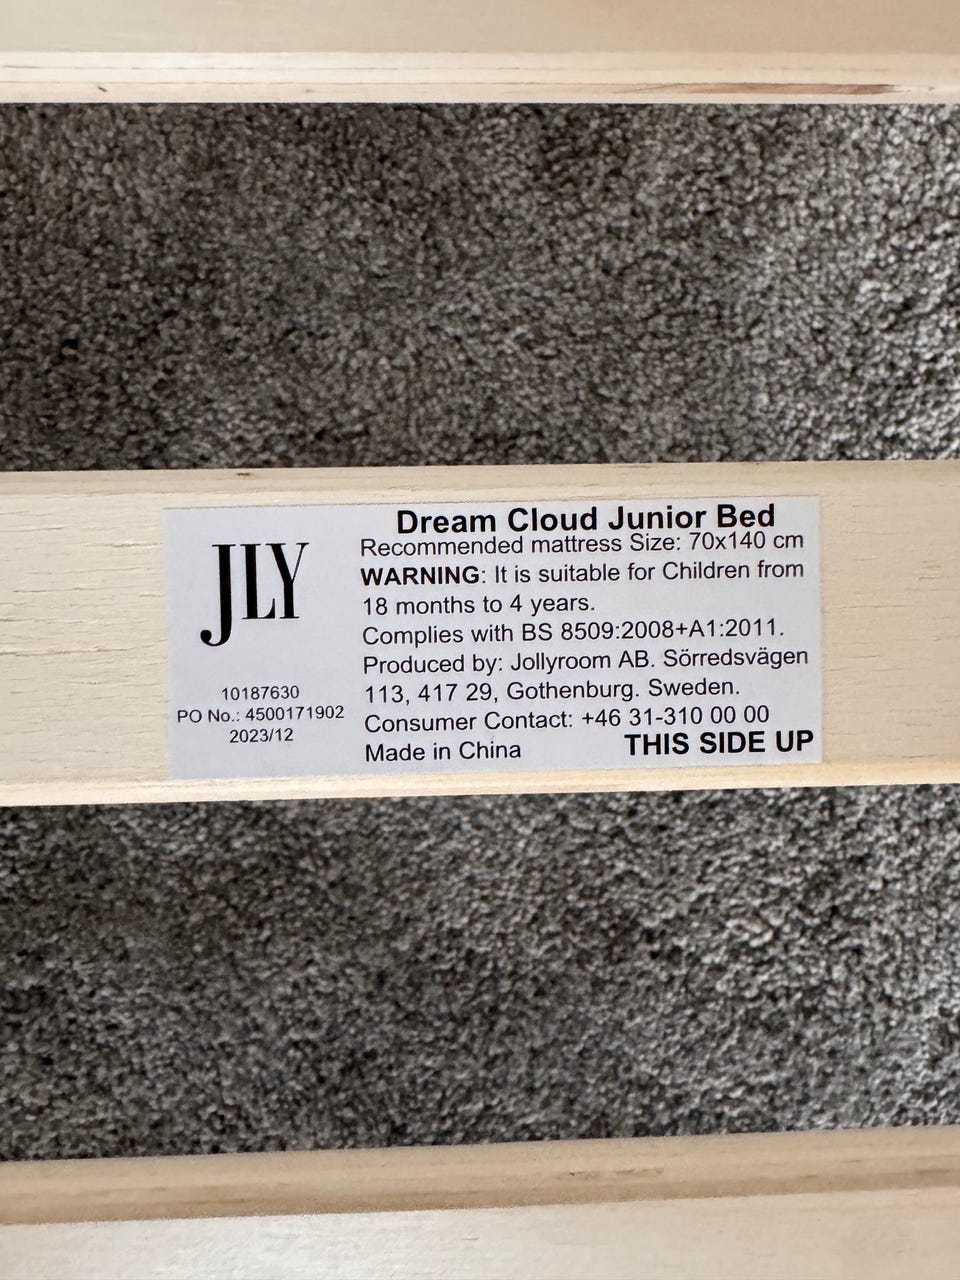 JLY
10187630
PO No.: 4500171902
2023/12
Dream Cloud Junior Bed
Recommended mattress Size: 70x140 cm
WARNING: It is suitable for Children from
18 months to 4 years.
Complies with BS 8509:2008+A1:2011.
Produced by: Jollyroom AB. Sörredsvägen
113, 417 29, Gothenburg. Sweden.
Consumer Contact: +46 31-310 00 00
Made in China THIS SIDE UP